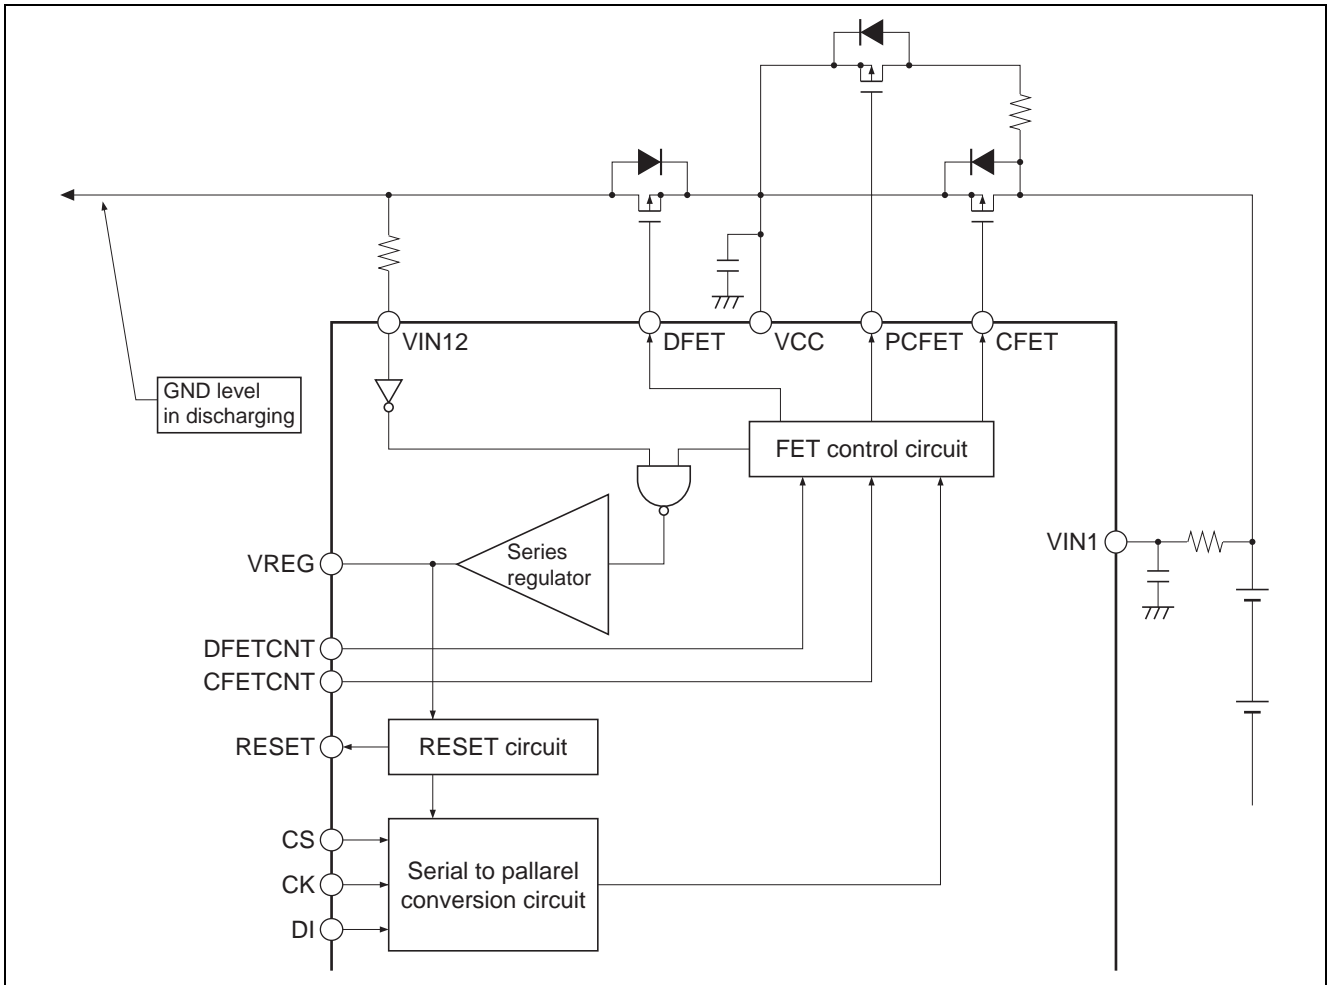 VIN12
DFET
VCC
PCFET
CFET
GND level
in discharging
FET control circuit
Series
regulator
VREG
VIN1
DFETCNT
CFETCNT
RESET
RESET circuit
CS
CK
DI
Serial to pallarel
conversion circuit